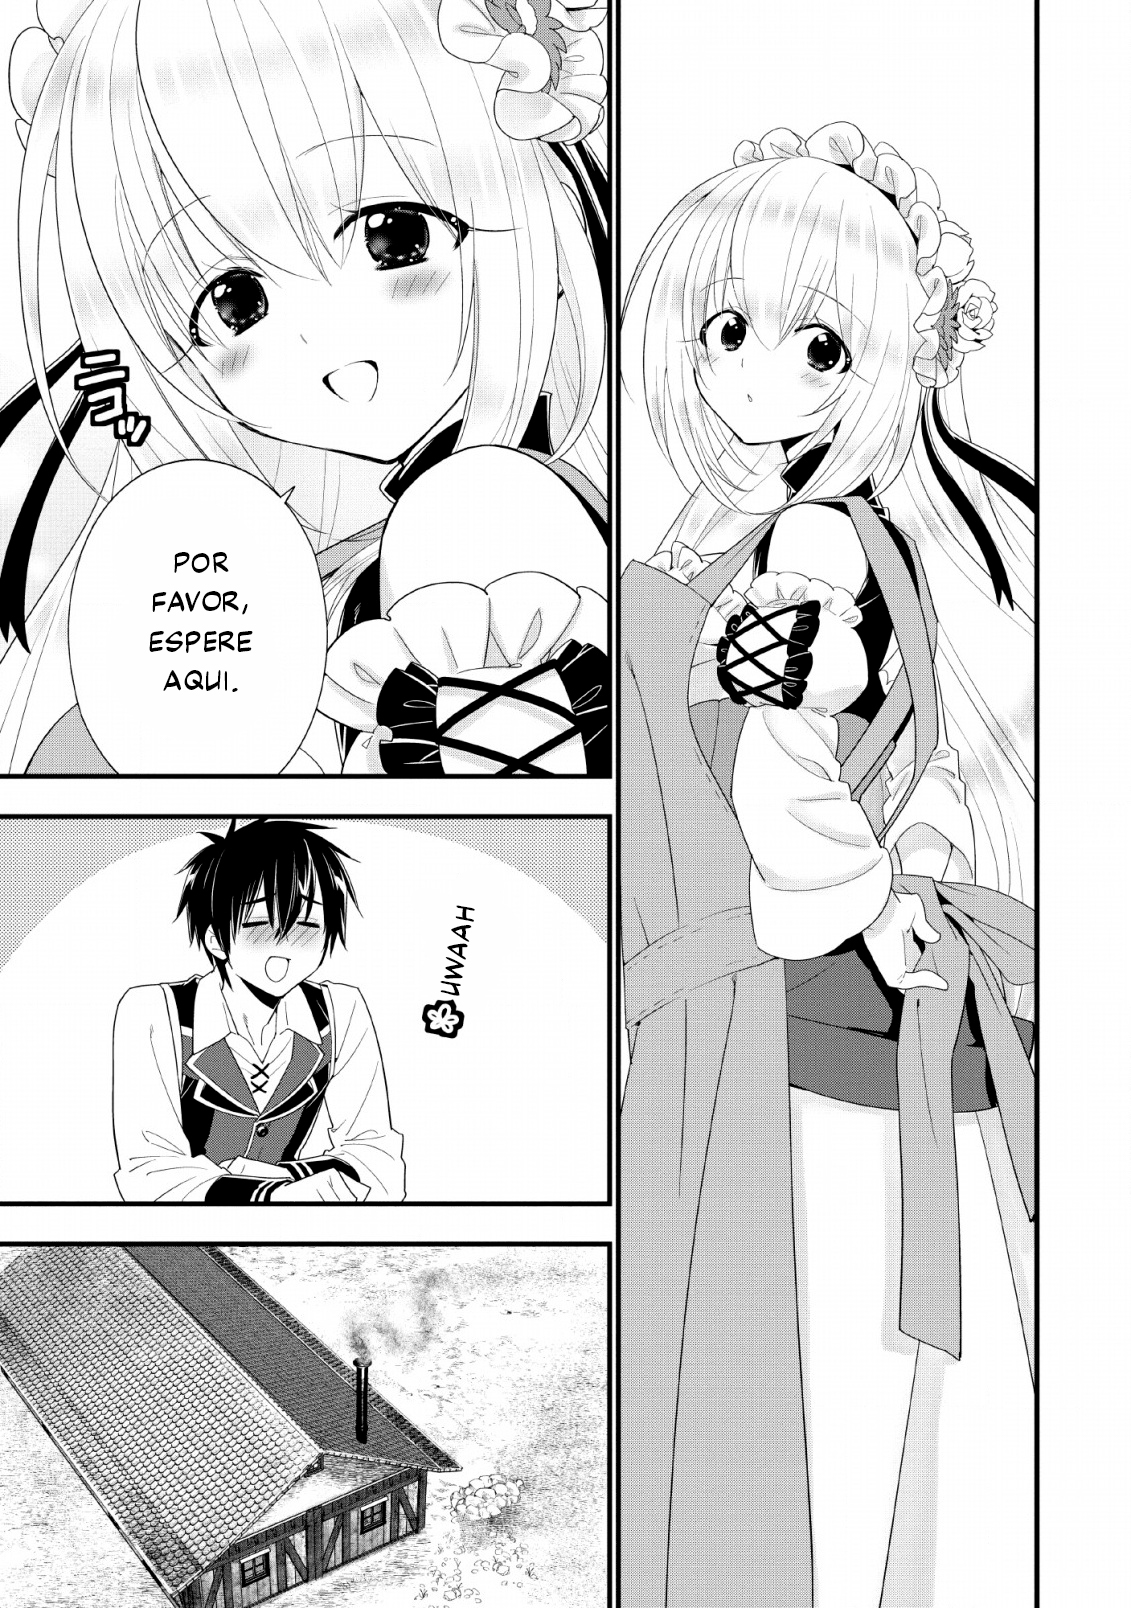 ニコッ
POR
FAVOR,
ESPERE
AQUI.
UWAAH